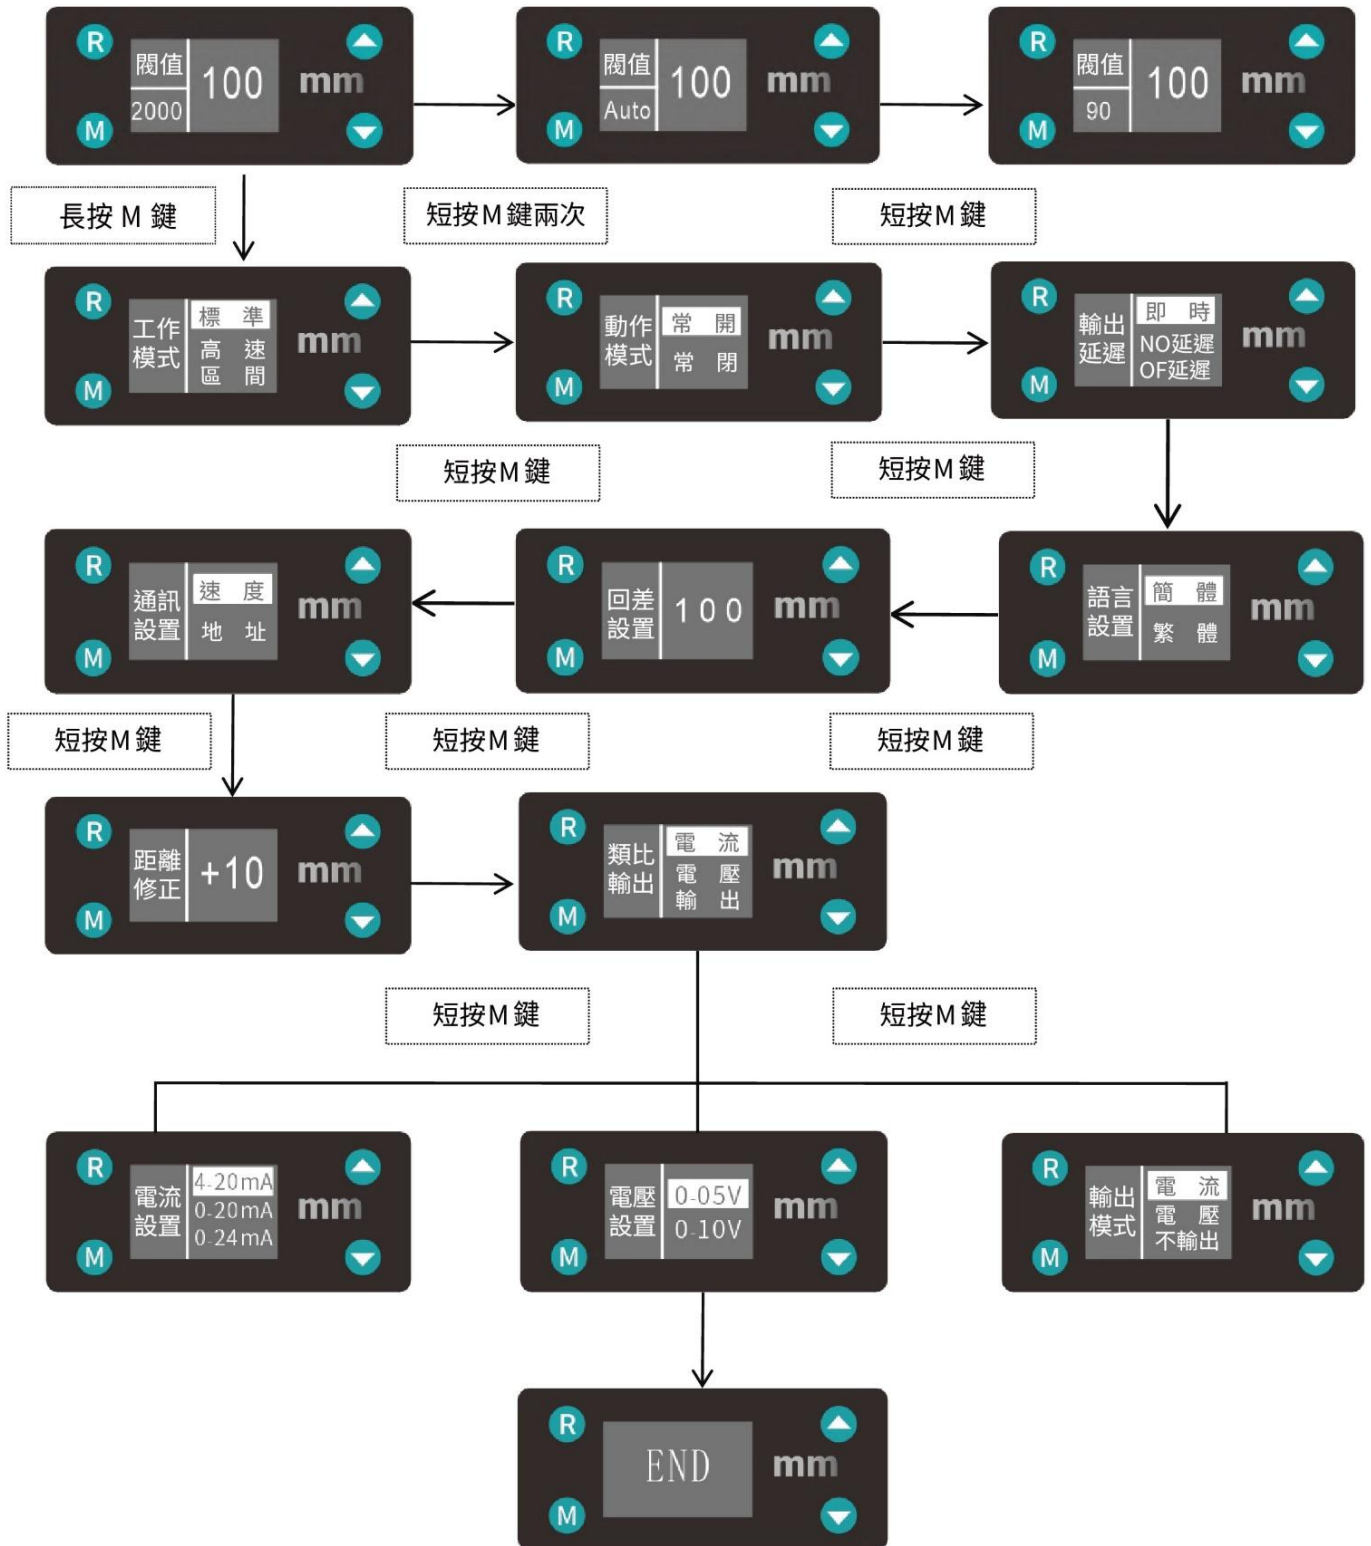 R
閥值
2000
100
mm
M
R
閥值
Auto
100
mm
M
R
閥值
90
100
mm
M
長按 M 鍵
短按M 鍵兩次
短按M 鍵
R
工作
模式
標 準
高 速
區 間
mm
M
R
動作
模式
常 開
常 閉
mm
M
R
輸出
延遲
即 時
NO延遲
OF延遲
mm
M
短按M 鍵
短按M 鍵
R
通訊
設置
速 度
地 址
mm
M
R
回差
設置
1 0 0
mm
M
R
語言
設置
簡 體
繁 體
mm
M
短按M 鍵
短按M 鍵
短按M 鍵
R
距離
修正
+10
mm
M
R
類比
輸出
電 流
電 壓
輸 出
mm
M
短按M 鍵
短按M 鍵
R
電流
設置
4-20mA
0-20mA
0-24mA
mm
M
R
電壓
設置
0-05V
0-10V
mm
M
R
輸出
模式
電 流
電 壓
不輸出
mm
M
R
END
mm
M